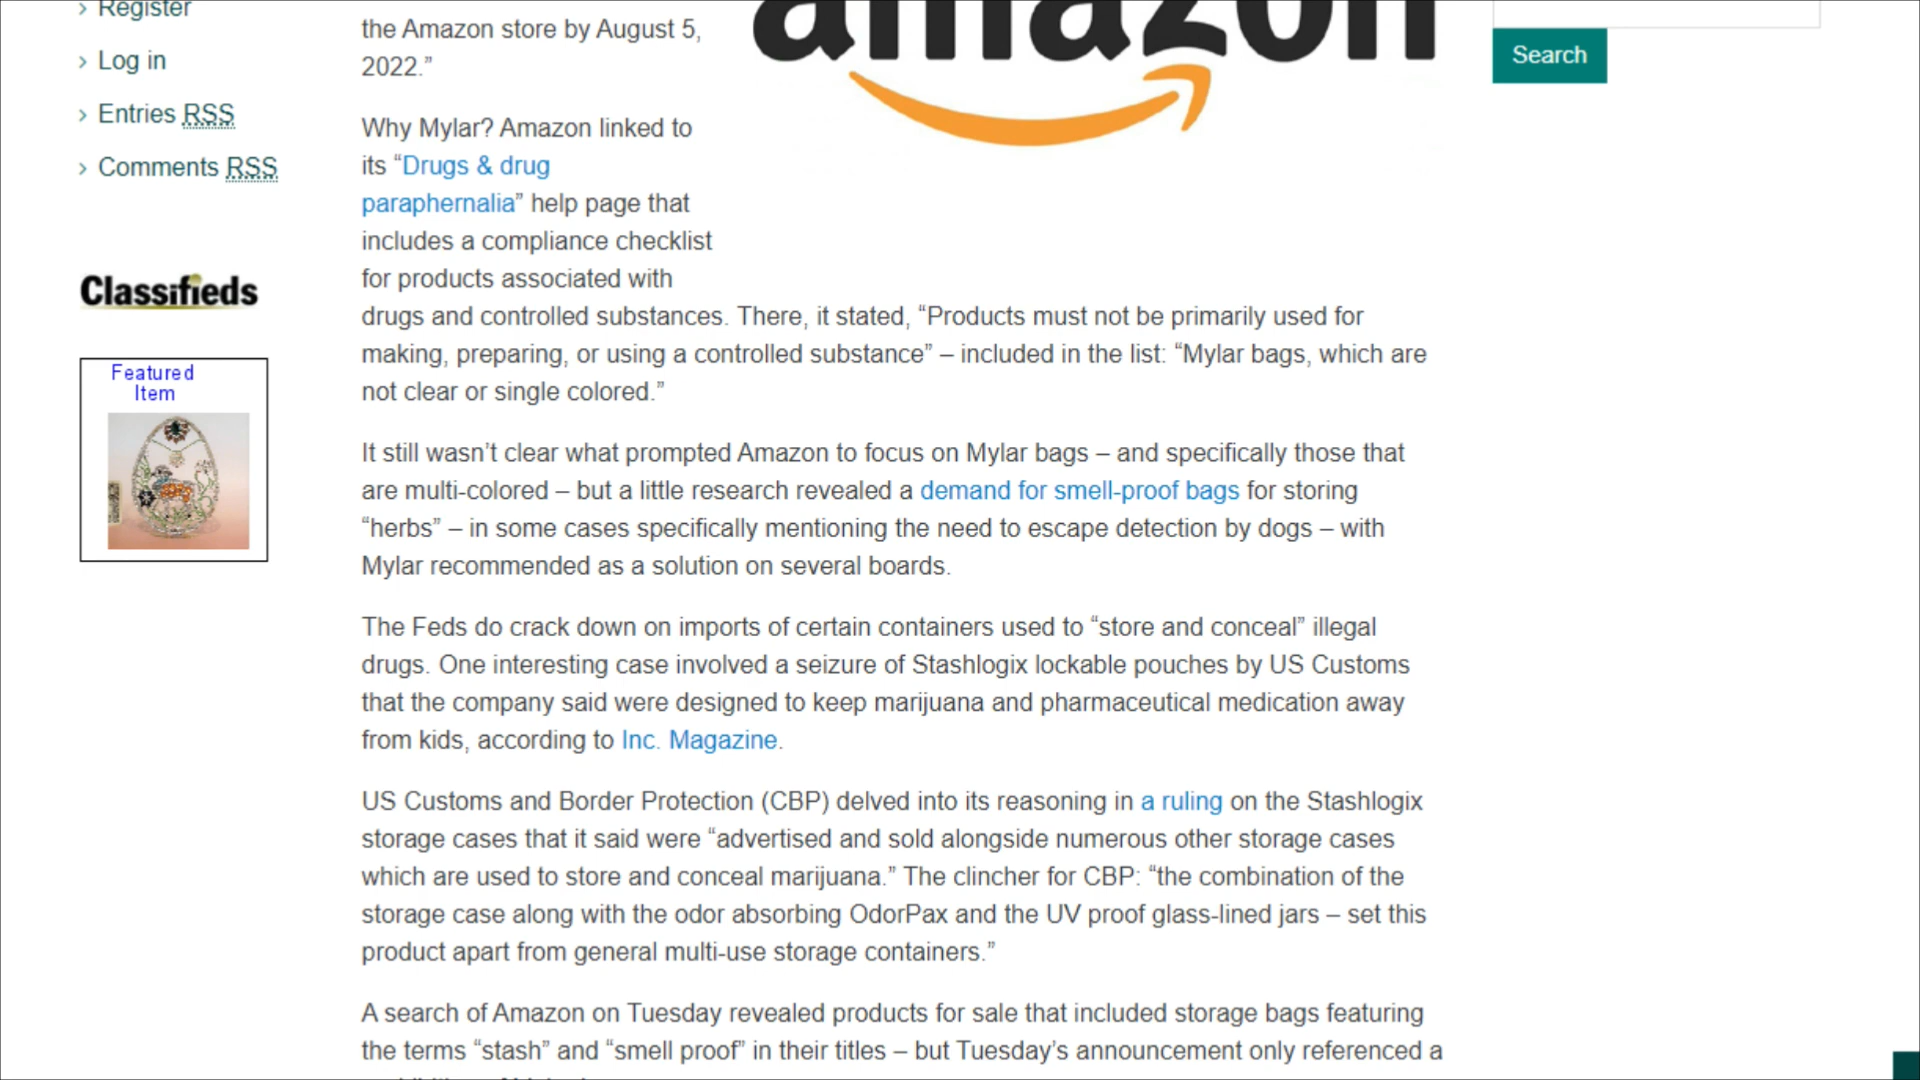 Register
Log in
Entries RSS
Comments RSS
Classifieds
Featured
Item
the Amazon store by August 5,
2022.”
Why Mylar? Amazon linked to
its “Drugs & drug
paraphernalia” help page that
includes a compliance checklist
for products associated with
drugs and controlled substances. There, it stated, “Products must not be primarily used for
making, preparing, or using a controlled substance” – included in the list: “Mylar bags, which are
not clear or single colored.”
It still wasn’t clear what prompted Amazon to focus on Mylar bags – and specifically those that
are multi-colored – but a little research revealed a demand for smell-proof bags for storing
“herbs” – in some cases specifically mentioning the need to escape detection by dogs – with
Mylar recommended as a solution on several boards.
The Feds do crack down on imports of certain containers used to “store and conceal” illegal
drugs. One interesting case involved a seizure of Stashlogix lockable pouches by US Customs
that the company said were designed to keep marijuana and pharmaceutical medication away
from kids, according to Inc. Magazine.
US Customs and Border Protection (CBP) delved into its reasoning in a ruling on the Stashlogix
storage cases that it said were “advertised and sold alongside numerous other storage cases
which are used to store and conceal marijuana.” The clincher for CBP: “the combination of the
storage case along with the odor absorbing OdorPax and the UV proof glass-lined jars – set this
product apart from general multi-use storage containers.”
A search of Amazon on Tuesday revealed products for sale that included storage bags featuring
the terms “stash” and “smell proof” in their titles – but Tuesday’s announcement only referenced a
amazon
Search